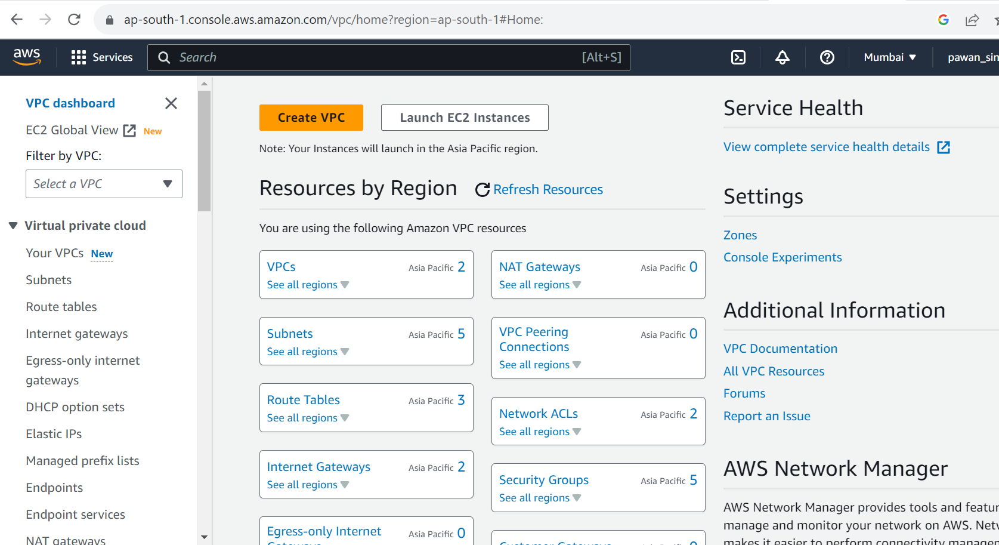 ap-south-1.console.aws.amazon.com/vpc/home?region=ap-south-1#Home:
aws
Services
Search
[Alt+S]
Mumbai
pawan_sin
VPC dashboard
EC2 Global View New
Filter by VPC:
Select a VPC
Virtual private cloud
Your VPCs New
Subnets
Route tables
Internet gateways
Egress-only internet
gateways
DHCP option sets
Elastic IPs
Managed prefix lists
Endpoints
Endpoint services
NAT gateways
Create VPC
Launch EC2 Instances
Note: Your Instances will launch in the Asia Pacific region.
Resources by Region
Refresh Resources
You are using the following Amazon VPC resources
VPCs Asia Pacific 2
See all regions
Subnets Asia Pacific 5
See all regions
Route Tables Asia Pacific 3
See all regions
Internet Gateways Asia Pacific 2
See all regions
Egress-only Internet Asia Pacific 0
Gateways
NAT Gateways Asia Pacific 0
See all regions
VPC Peering Asia Pacific 0
Connections
See all regions
Network ACLs Asia Pacific 2
See all regions
Security Groups Asia Pacific 5
See all regions
Customer Gateways
Service Health
View complete service health details
Settings
Zones
Console Experiments
Additional Information
VPC Documentation
All VPC Resources
Forums
Report an Issue
AWS Network Manager
AWS Network Manager provides tools and featur
manage and monitor your network on AWS. Netw
makes it easier to perform connectivity managem